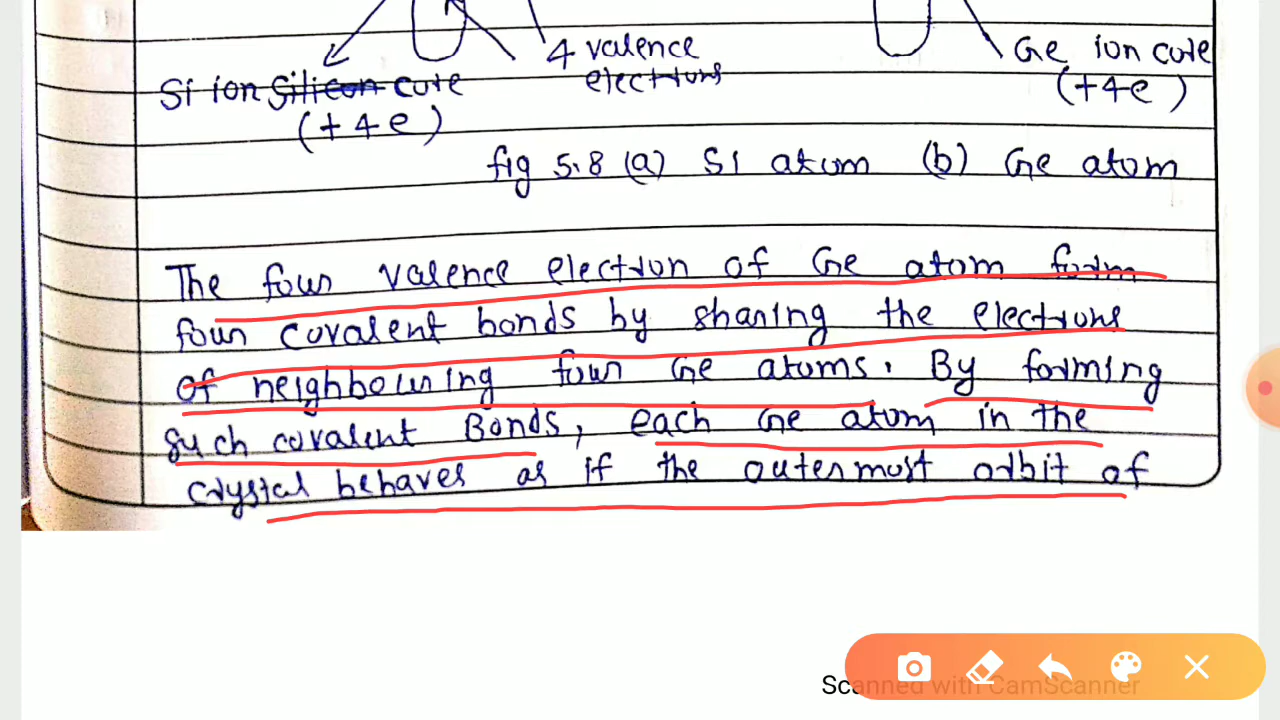 4 valence
electrons
Ge ion core
(+4e)
Si ion Silicon core
(+4e)
fig 5.8 (a) Si atom (b) Ge atom
The four valence electron of Ge atom form
four covalent bonds by sharing the electrons
of neighbouring four Ge atoms. By forming
such covalent Bonds, each Ge atom in the
crystal behaves as if the outermost orbit of
Scanned with CamScanner